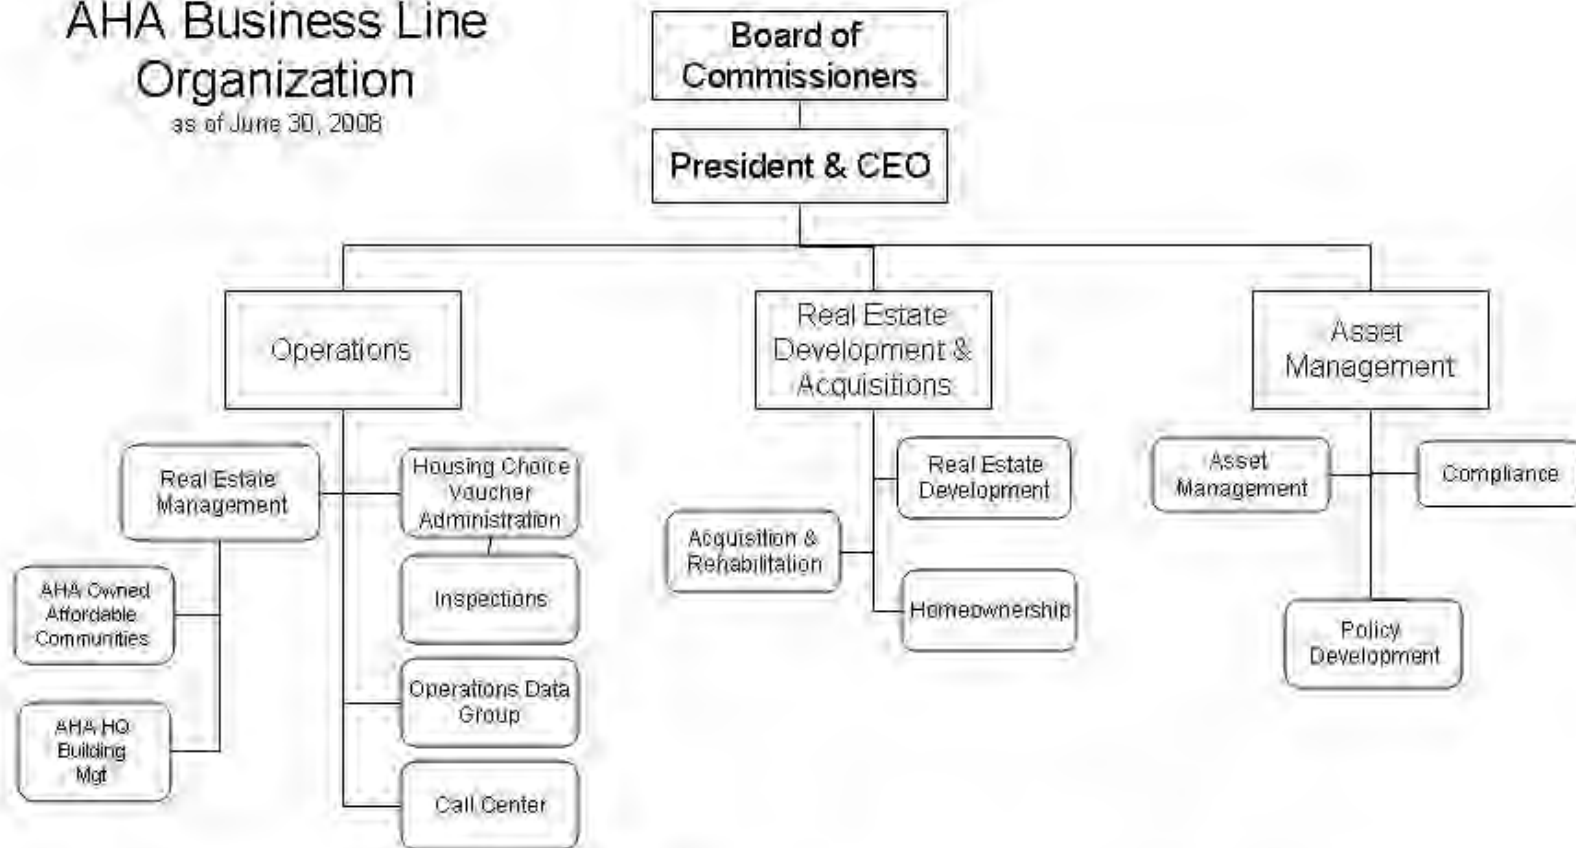 AHA Business Line
Organization
as of June 30, 2008
Board of
Commissioners
President & CEO
Operations
Real Estate
Development &
Acquisitions
Asset
Management
Real Estate
Management
Housing Choice
Voucher
Administration
AHA Owned
Affordable
Communities
Inspections
AHA HQ
Building
Mgt
Operations Data
Group
Call Center
Real Estate
Development
Acquisition &
Rehabilitation
Homeownership
Asset
Management
Compliance
Policy
Development